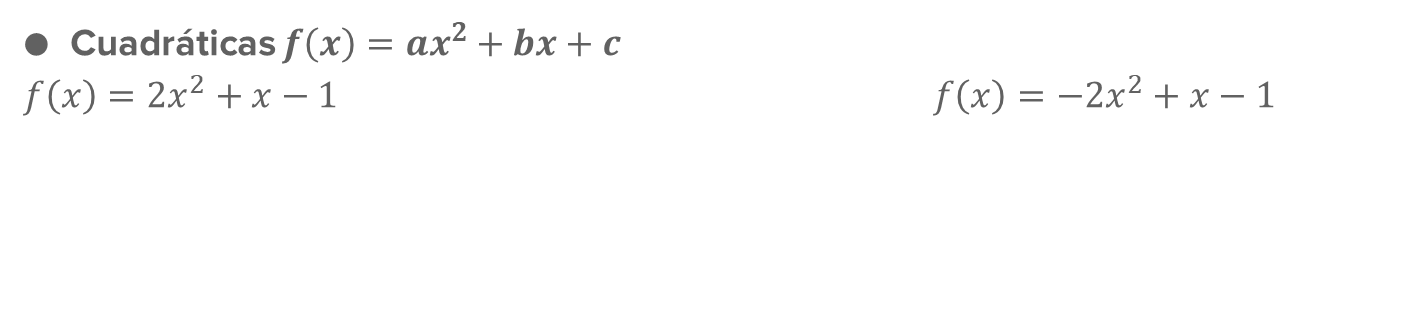 ● Cuadráticas f(x) = ax² + bx + c
f(x) = 2x² + x − 1
f(x) = −2x² + x − 1